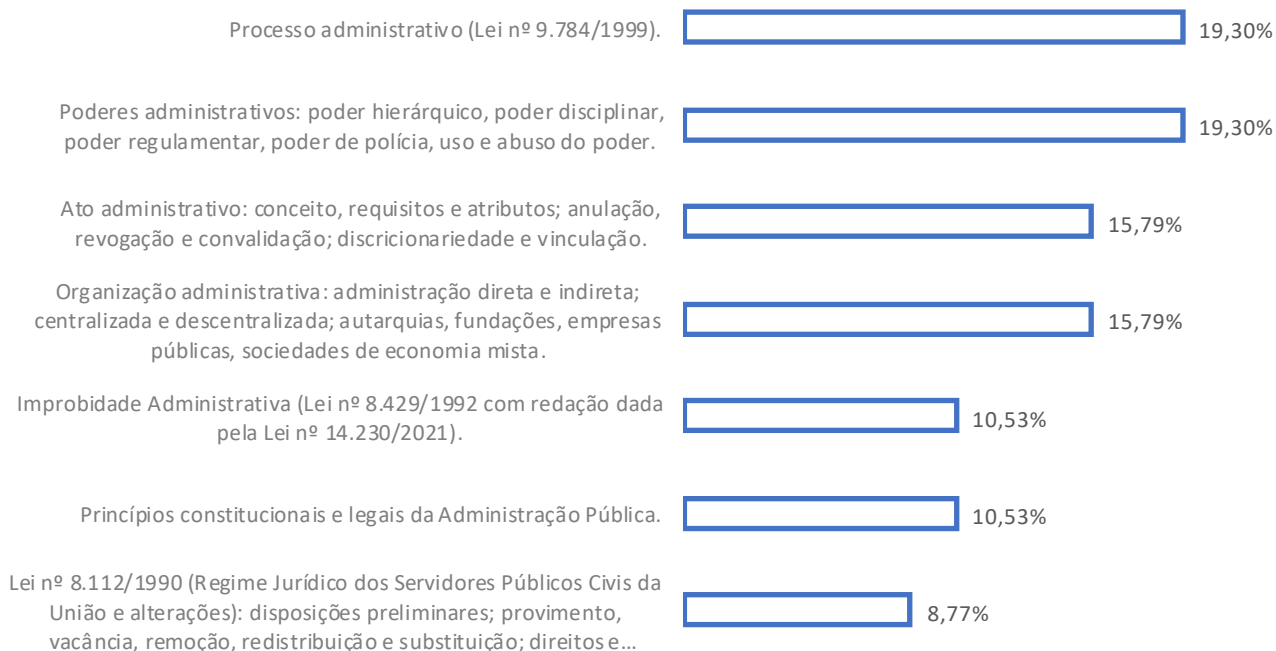 Processo administrativo (Lei nº 9.784/1999).
19,30%
Poderes administrativos: poder hierárquico, poder disciplinar,
poder regulamentar, poder de polícia, uso e abuso do poder.
19,30%
Ato administrativo: conceito, requisitos e atributos; anulação,
revogação e convalidação; discricionariedade e vinculação.
15,79%
Organização administrativa: administração direta e indireta;
centralizada e descentralizada; autarquias, fundações, empresas
públicas, sociedades de economia mista.
15,79%
Improbidade Administrativa (Lei nº 8.429/1992 com redação dada
pela Lei nº 14.230/2021).
10,53%
Princípios constitucionais e legais da Administração Pública.
10,53%
Lei nº 8.112/1990 (Regime Jurídico dos Servidores Públicos Civis da
União e alterações): disposições preliminares; provimento,
vacância, remoção, redistribuição e substituição; direitos e...
8,77%